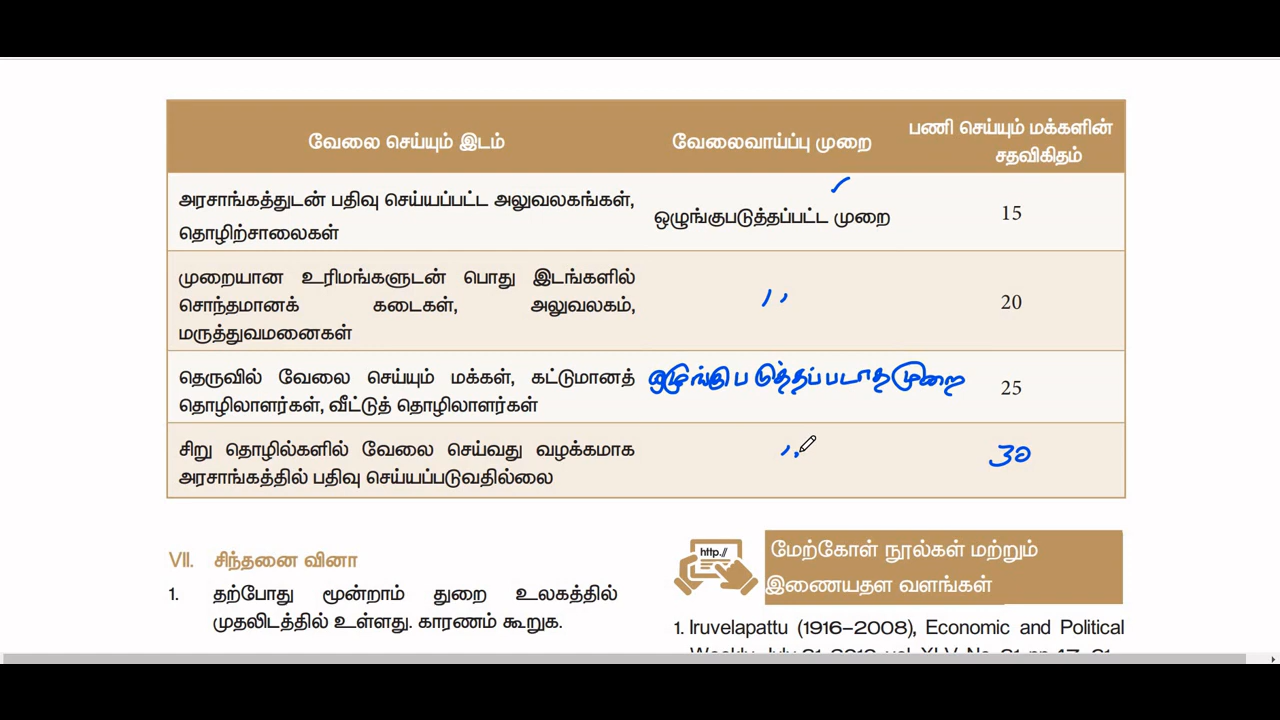 வேலை செய்யும் இடம்
வேலைவாய்ப்பு முறை
பணி செய்யும் மக்களின்
சதவிகிதம்
அரசாங்கத்துடன் பதிவு செய்யப்பட்ட அலுவலகங்கள்,
தொழிற்சாலைகள்
ஒழுங்குபடுத்தப்பட்ட முறை
15
முறையான உரிமங்களுடன் பொது இடங்களில்
சொந்தமானக் கடைகள், அலுவலகம்,
மருத்துவமனைகள்
,,
20
தெருவில் வேலை செய்யும் மக்கள், கட்டுமானத்
தொழிலாளர்கள், வீட்டுத் தொழிலாளர்கள்
ஒழுங்குபடுத்தப்படாத முறை
25
சிறு தொழில்களில் வேலை செய்வது வழக்கமாக
அரசாங்கத்தில் பதிவு செய்யப்படுவதில்லை
,,
30
VII. சிந்தனை வினா
1. தற்போது மூன்றாம் துறை உலகத்தில்
முதலிடத்தில் உள்ளது. காரணம் கூறுக.
http://
மேற்கோள் நூல்கள் மற்றும்
இணையதள வளங்கள்
1. Iruvelapattu (1916–2008), Economic and Political